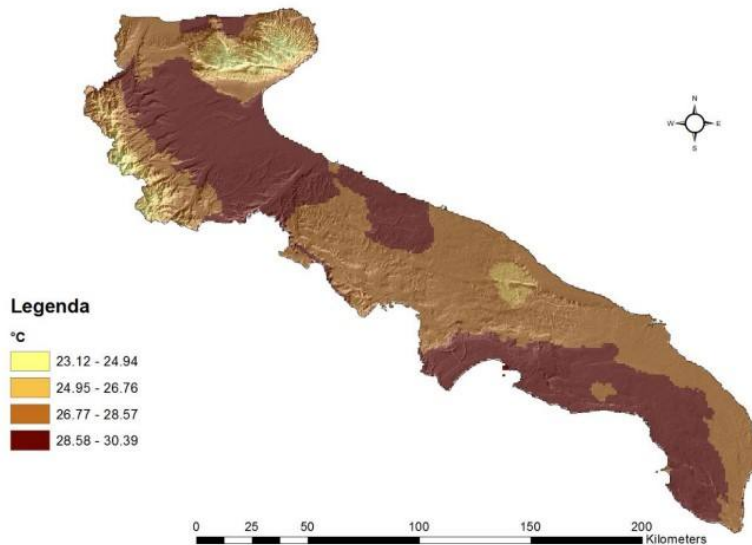 N
W E
S
Legenda
°C
23.12 - 24.94
24.95 - 26.76
26.77 - 28.57
28.58 - 30.39
0 50 100 150 200
Kilometers